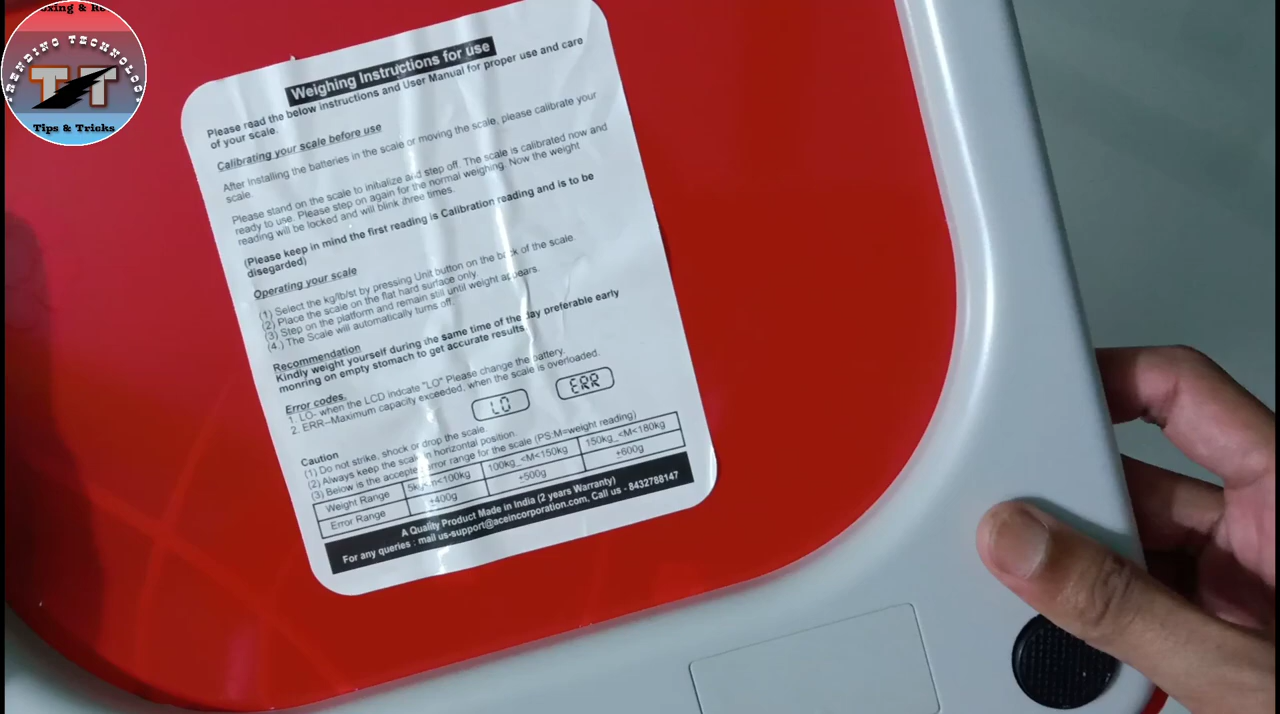 oxing & Re
TRENDING TECHNOLOGY
TT
Tips & Tricks
Weighing Instructions for use
Please read the below instructions and User Manual for proper use and care
of your scale.
Calibrating your scale before use
After Installing the batteries in the scale or moving the scale, please calibrate your
scale.
Please stand on the scale to initialize and step off. The scale is calibrated now and
ready to use. Please step on again for the normal weighing. Now the weight
reading will be locked and will blink three times.
(Please keep in mind the first reading is Calibration reading and is to be
disegarded)
Operating your scale
(1) Select the kg/lb/st by pressing Unit button on the back of the scale.
(2) Place the scale on the flat hard surface only.
(3) Step on the platform and remain still until weight appears.
(4.) The Scale will automatically turns off.
Recommendation
Kindly weight yourself during the same time of the day preferable early
monring on empty stomach to get accurate results.
Error codes.
1. LO- when the LCD indcate "LO" Please change the battery.
2. ERR--Maximum capacity exceeded, when the scale is overloaded.
LO ERR
Caution
(1) Do not strike, shock or drop the scale.
(2) Always keep the scale in horizontal position.
(3) Below is the accepted error range for the scale (PS:M=weight reading)
Weight Range 5kg<m<100kg 100kg_<M<150kg 150kg_<M<180kg
Error Range ±400g ±500g ±600g
A Quality Product Made in India (2 years Warranty)
For any queries : mail us-support@aceincorporation.com, Call us - 8432788147